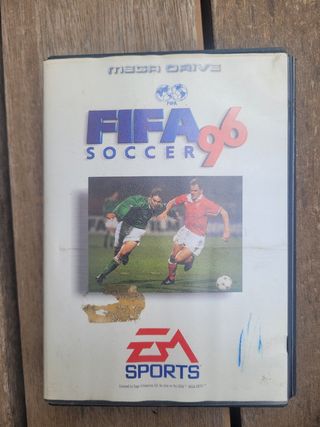 MEGA DRIVE
FIFA
FIFA
SOCCER 96
EA
SPORTS